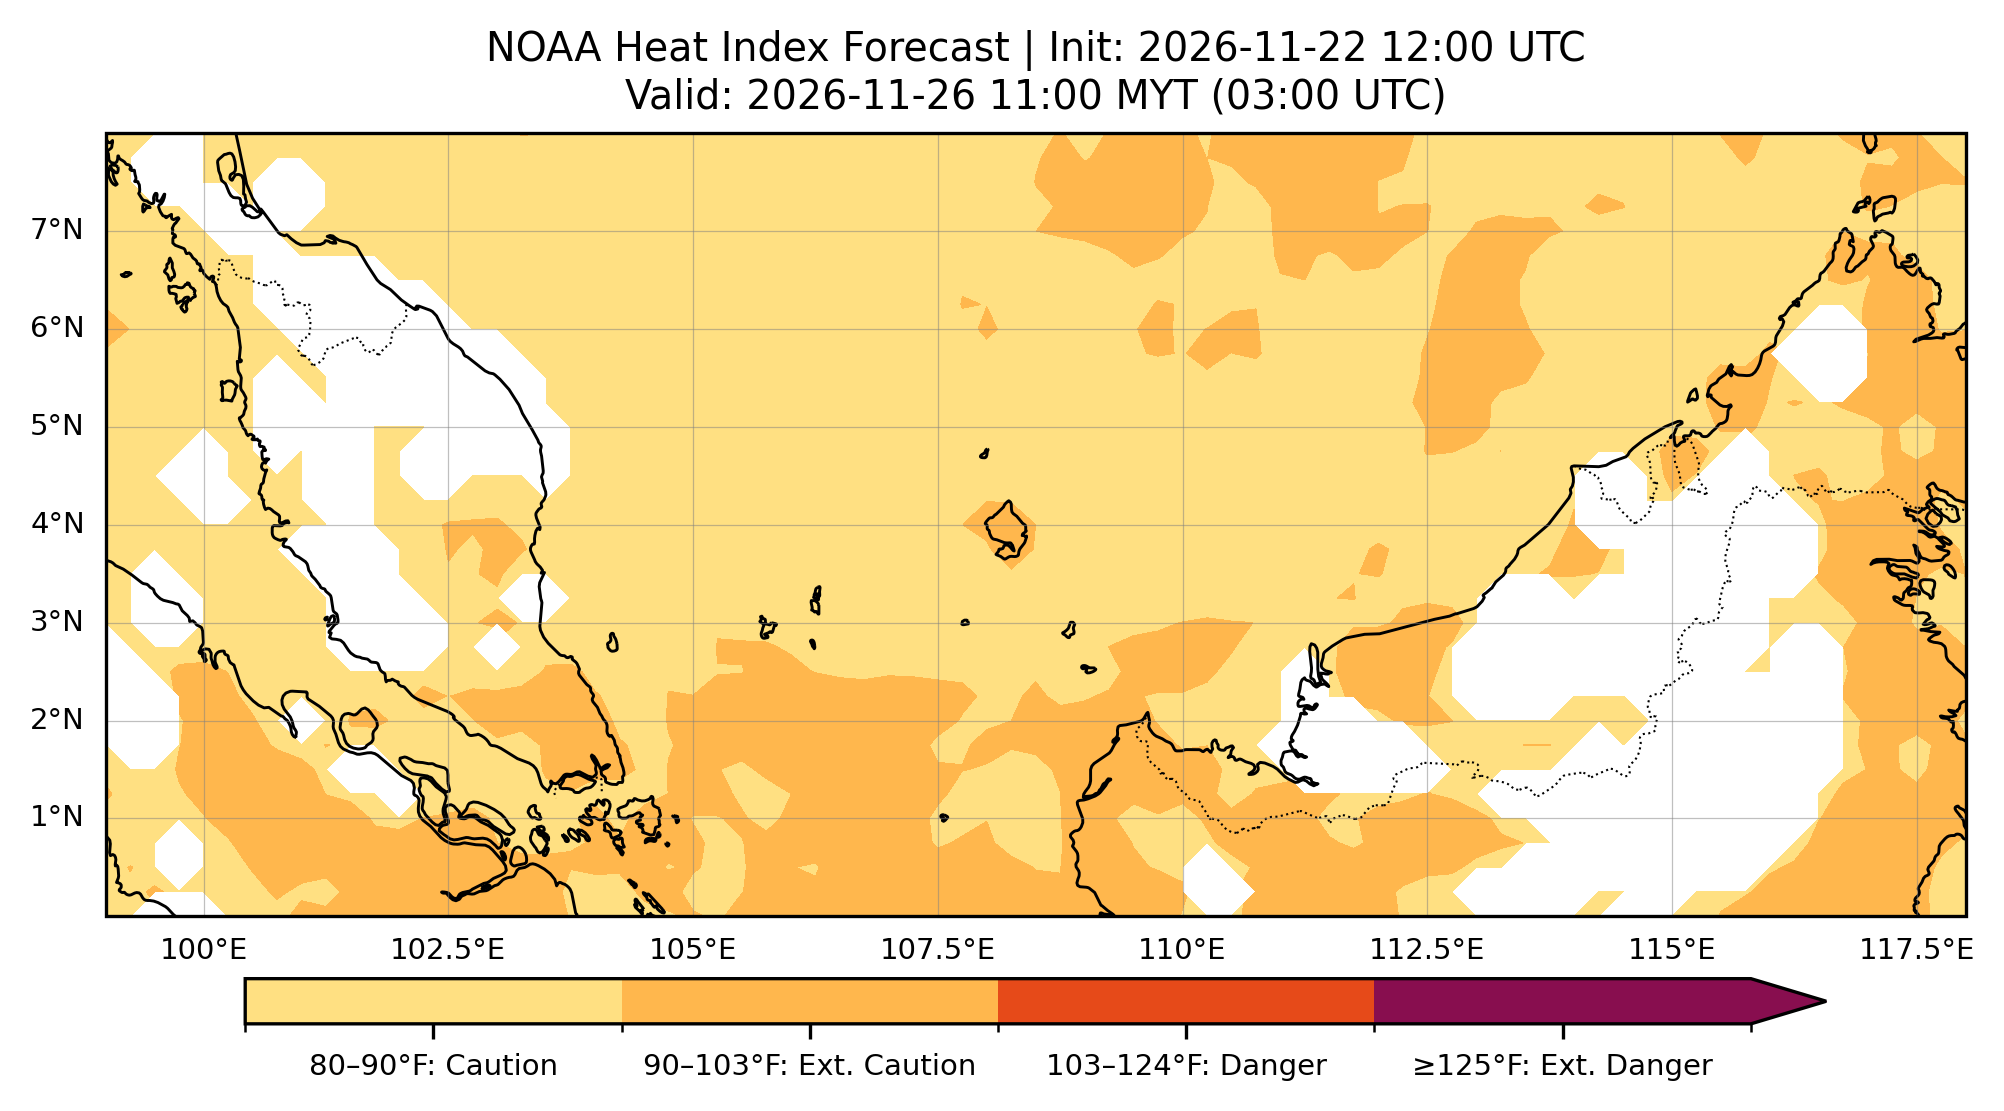 NOAA Heat Index Forecast | Init: 2026-11-22 12:00 UTC
Valid: 2026-11-26 11:00 MYT (03:00 UTC)
7°N
6°N
5°N
4°N
3°N
2°N
1°N
100°E 102.5°E 105°E 107.5°E 110°E 112.5°E 115°E 117.5°E
80–90°F: Caution 90–103°F: Ext. Caution 103–124°F: Danger ≥125°F: Ext. Danger